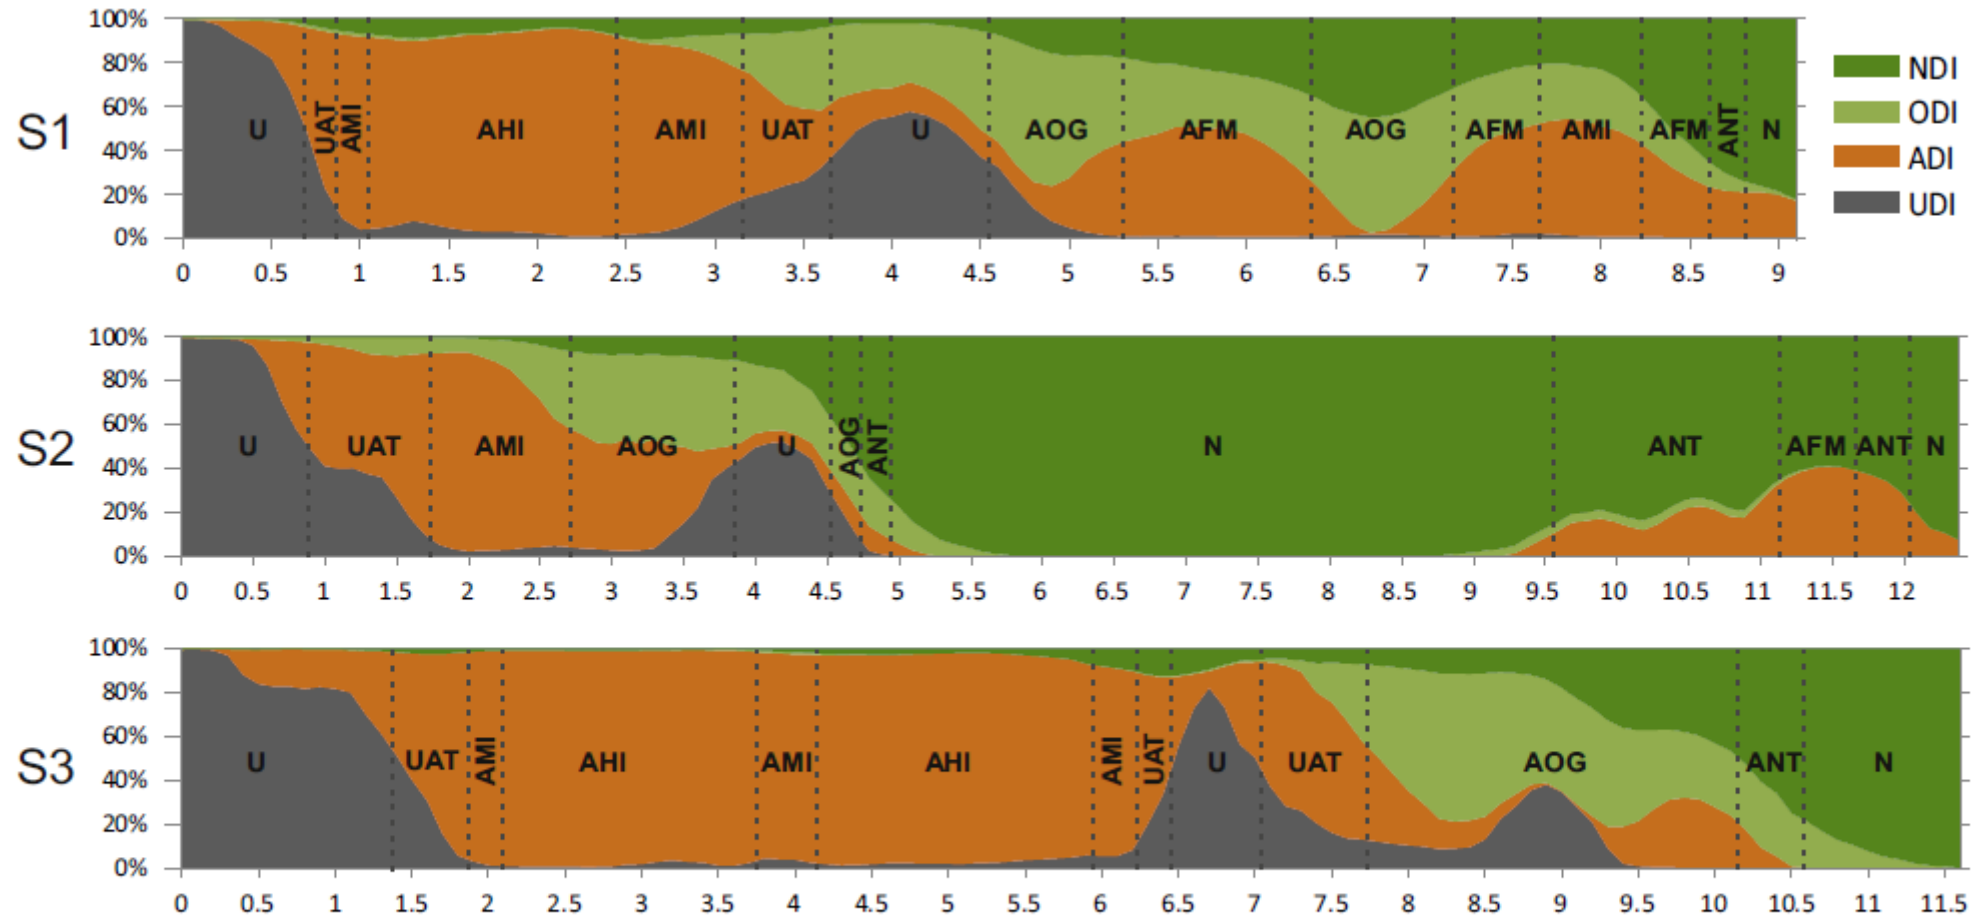 100%
80%
60%
40%
20%
0%
S1
U UAT AMI AHI AMI UAT U AOG AFM AOG AFM AMI AFM ANT N
0 0.5 1 1.5 2 2.5 3 3.5 4 4.5 5 5.5 6 6.5 7 7.5 8 8.5 9
NDI
ODI
ADI
UDI
100%
80%
60%
40%
20%
0%
S2
U UAT AMI AOG U AOG ANT N ANT AFM ANT N
0 0.5 1 1.5 2 2.5 3 3.5 4 4.5 5 5.5 6 6.5 7 7.5 8 8.5 9 9.5 10 10.5 11 11.5 12
100%
80%
60%
40%
20%
0%
S3
U UAT AMI AHI AMI AHI AMI UAT U UAT AOG ANT N
0 0.5 1 1.5 2 2.5 3 3.5 4 4.5 5 5.5 6 6.5 7 7.5 8 8.5 9 9.5 10 10.5 11 11.5